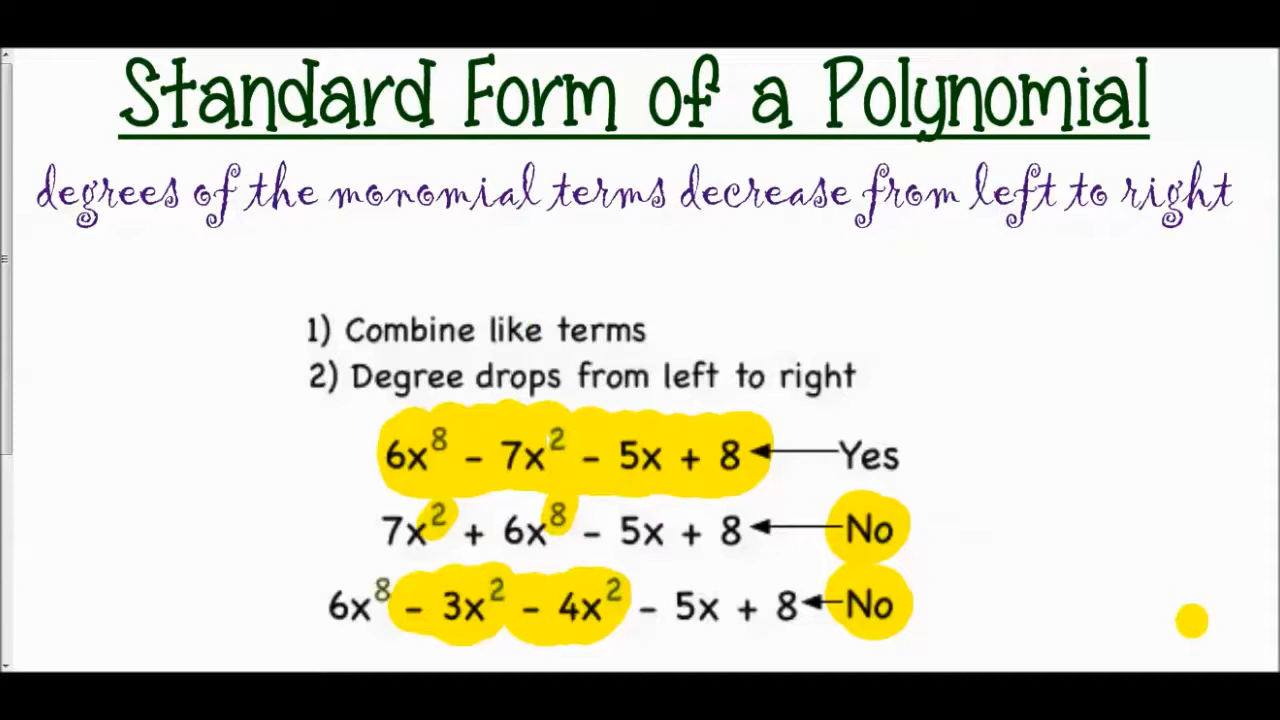 Standard Form of a Polynomial
degrees of the monomial terms decrease from left to right
1) Combine like terms
2) Degree drops from left to right
6x⁸ - 7x² - 5x + 8 ← Yes
7x² + 6x⁸ - 5x + 8 ← No
6x⁸ - 3x² - 4x² - 5x + 8 ← No